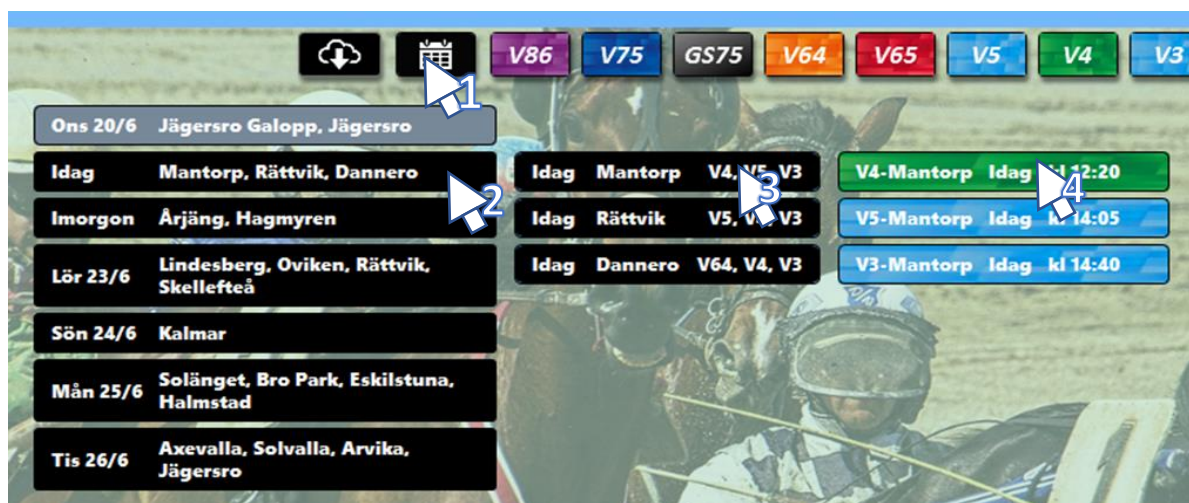 V86 V75 GS75 V64 V65 V5 V4 V3
1
Ons 20/6 Jägersro Galopp, Jägersro
Idag Mantorp, Rättvik, Dannero
2
Imorgon Årjäng, Hagmyren
Lör 23/6 Lindesberg, Oviken, Rättvik,
Skellefteå
Sön 24/6 Kalmar
Mån 25/6 Solänget, Bro Park, Eskilstuna,
Halmstad
Tis 26/6 Axevalla, Solvalla, Arvika,
Jägersro
Idag Mantorp V4, V5, V3
3
Idag Rättvik V5, V3
Idag Dannero V64, V4, V3
V4-Mantorp Idag kl 12:20
4
V5-Mantorp Idag kl 14:05
V3-Mantorp Idag kl 14:40